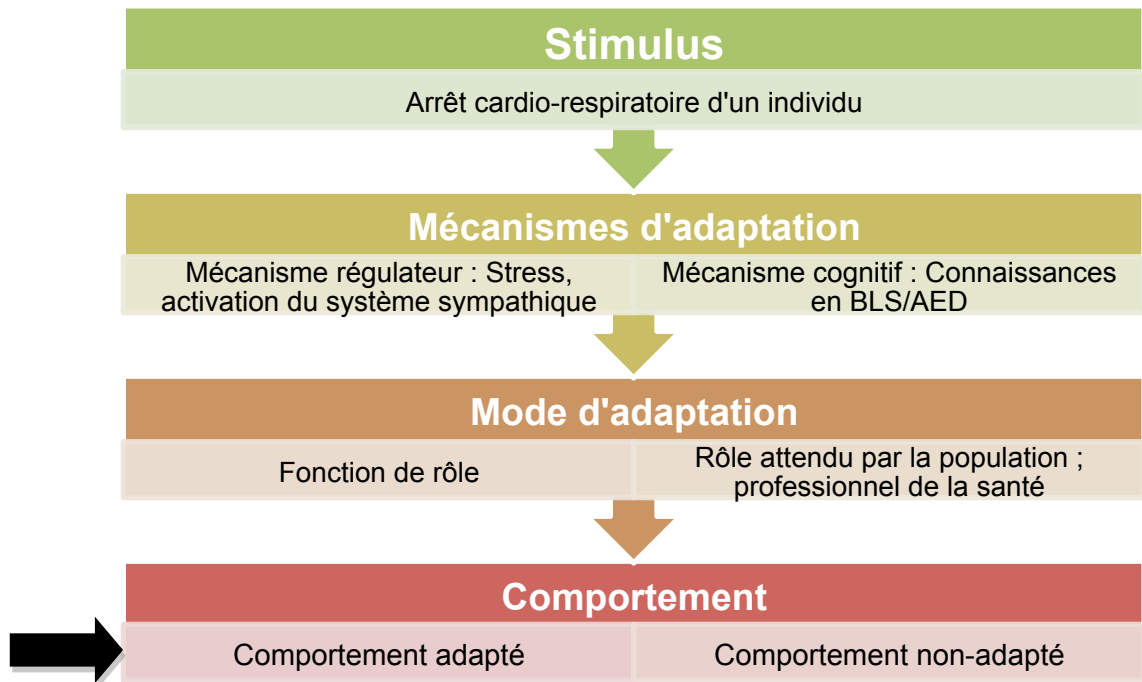 Stimulus
Arrêt cardio-respiratoire d'un individu
Mécanismes d'adaptation
Mécanisme régulateur : Stress,
activation du système sympathique
Mécanisme cognitif : Connaissances
en BLS/AED
Mode d'adaptation
Fonction de rôle
Rôle attendu par la population ;
professionnel de la santé
Comportement
Comportement adapté
Comportement non-adapté